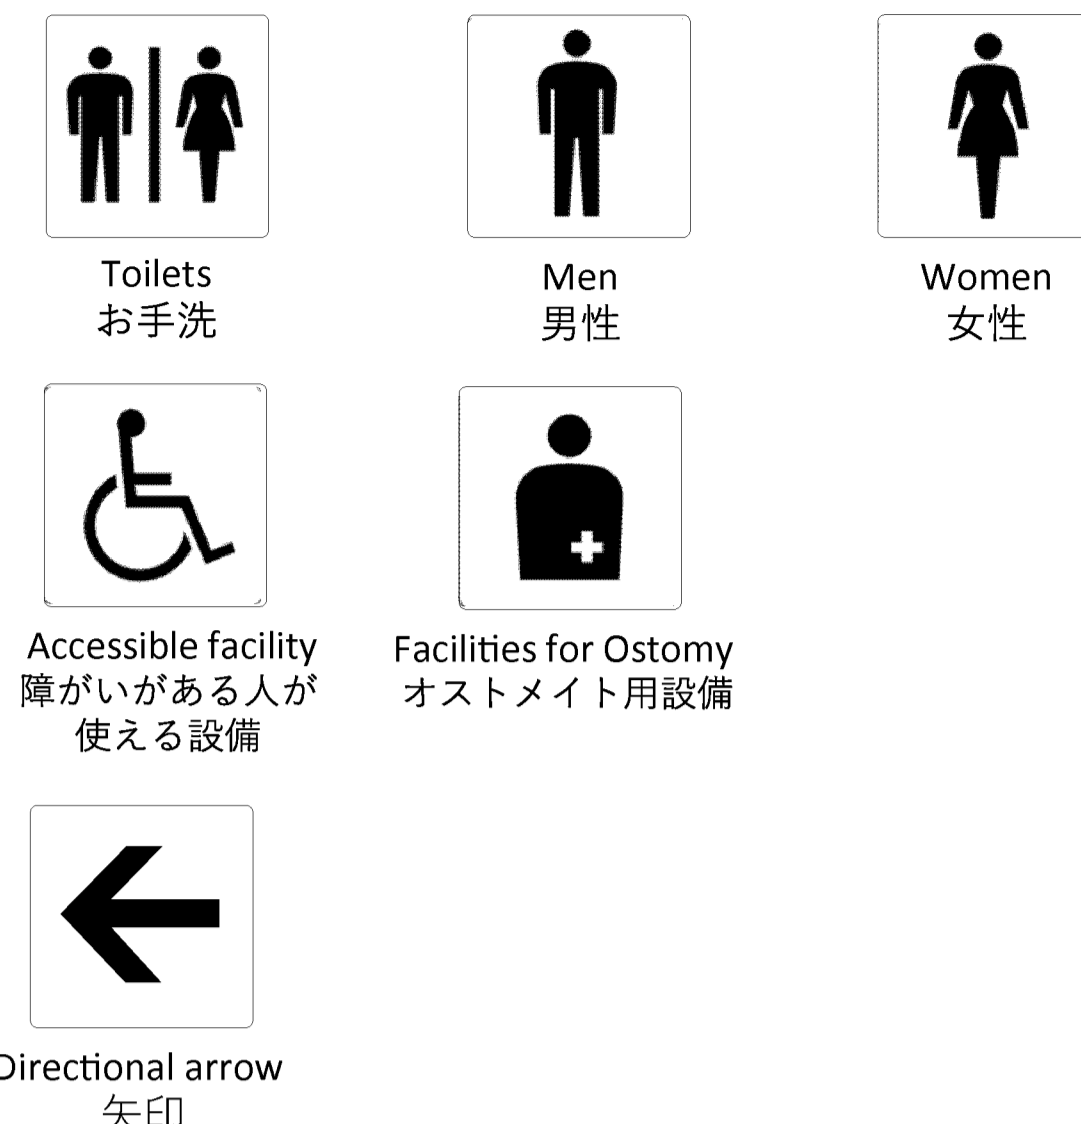 Toilets
お手洗
Men
男性
Women
女性
Accessible facility
障がいがある人が
使える設備
Facilities for Ostomy
オストメイト用設備
Directional arrow
矢印